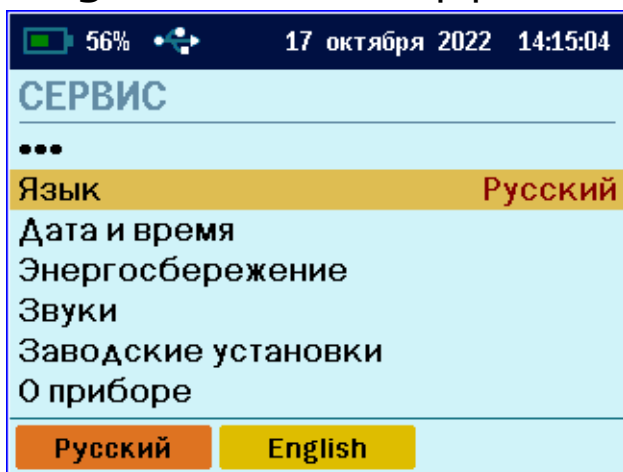 56% 17 октября 2022 14:15:04
СЕРВИС
•••
Язык Русский
Дата и время
Энергосбережение
Звуки
Заводские установки
О приборе
Русский English